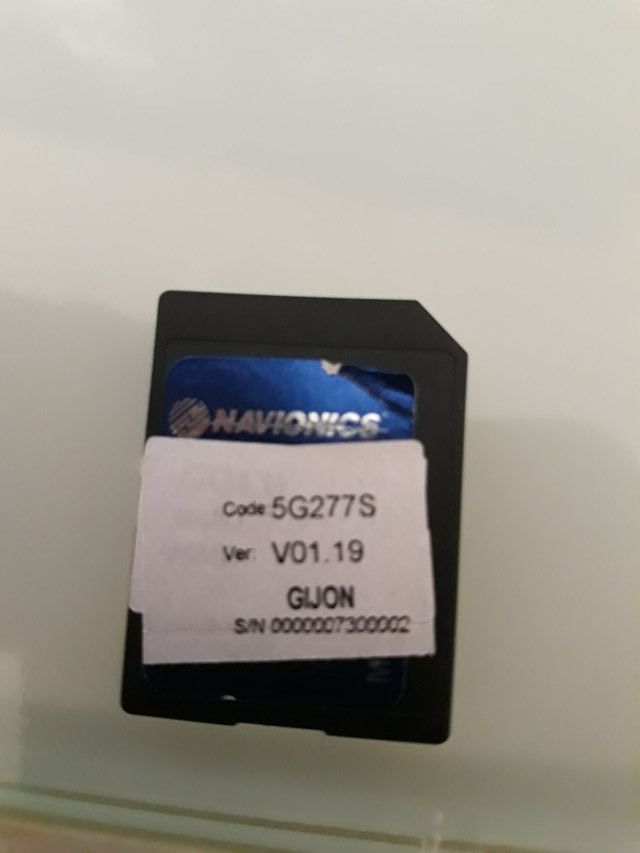 NAVIONICS
Code: 5G277S
Ver: V01.19
GIJON
S/N 0000007300002